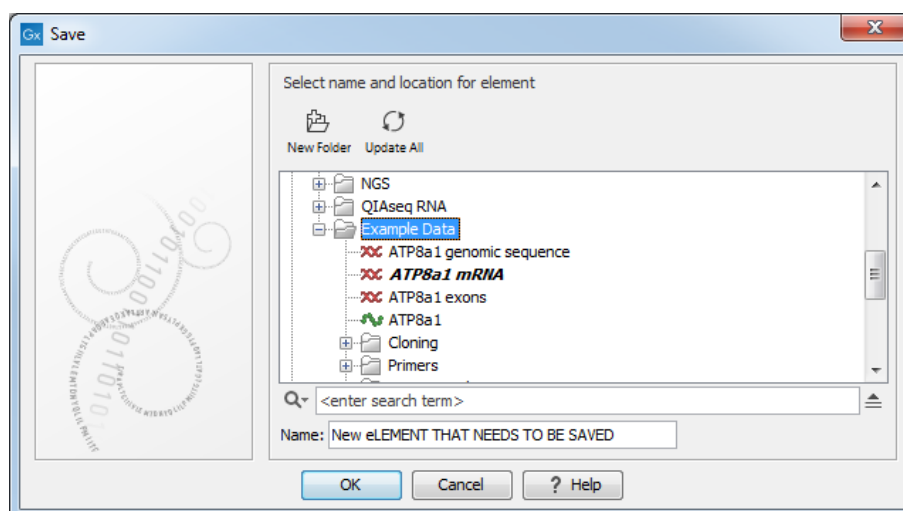 Gx Save
X
Select name and location for element
New Folder Update All
NGS
QIAseq RNA
Example Data
ATP8a1 genomic sequence
ATP8a1 mRNA
ATP8a1 exons
ATP8a1
Cloning
Primers
<enter search term>
Name: New eLEMENT THAT NEEDS TO BE SAVED
OK Cancel ? Help